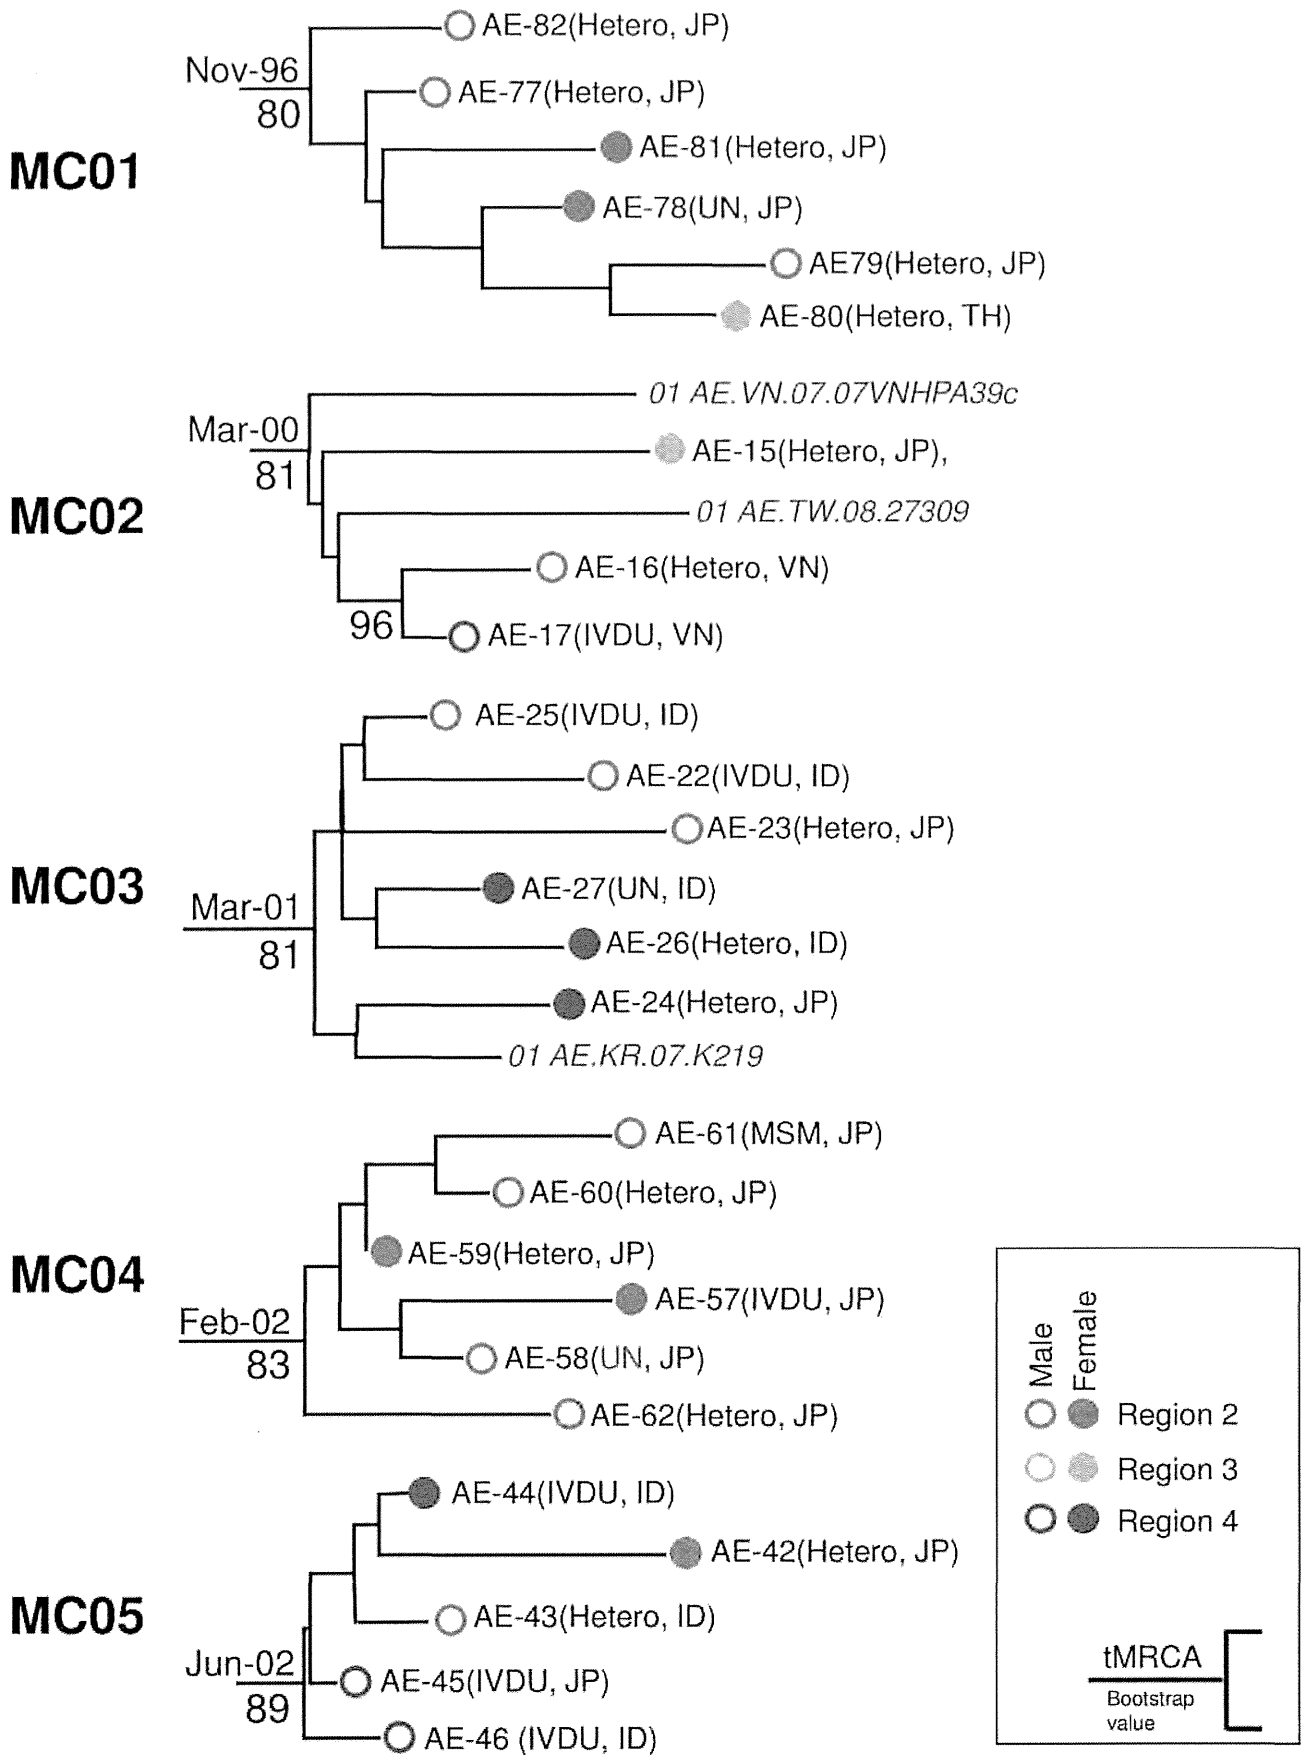 AE-82(Hetero, JP)
Nov-96
80
AE-77(Hetero, JP)
MC01
AE-81(Hetero, JP)
AE-78(UN, JP)
AE79(Hetero, JP)
AE-80(Hetero, TH)
01 AE.VN.07.07VNHPA39c
Mar-00
81
AE-15(Hetero, JP),
MC02
01 AE.TW.08.27309
AE-16(Hetero, VN)
96
AE-17(IVDU, VN)
AE-25(IVDU, ID)
AE-22(IVDU, ID)
AE-23(Hetero, JP)
MC03
AE-27(UN, ID)
Mar-01
81
AE-26(Hetero, ID)
AE-24(Hetero, JP)
01 AE.KR.07.K219
AE-61(MSM, JP)
AE-60(Hetero, JP)
AE-59(Hetero, JP)
MC04
AE-57(IVDU, JP)
Feb-02
83
AE-58(UN, JP)
AE-62(Hetero, JP)
AE-44(IVDU, ID)
AE-42(Hetero, JP)
MC05
AE-43(Hetero, ID)
Jun-02
89
AE-45(IVDU, JP)
AE-46 (IVDU, ID)
Male
Female
Region 2
Region 3
Region 4
tMRCA
Bootstrap
value